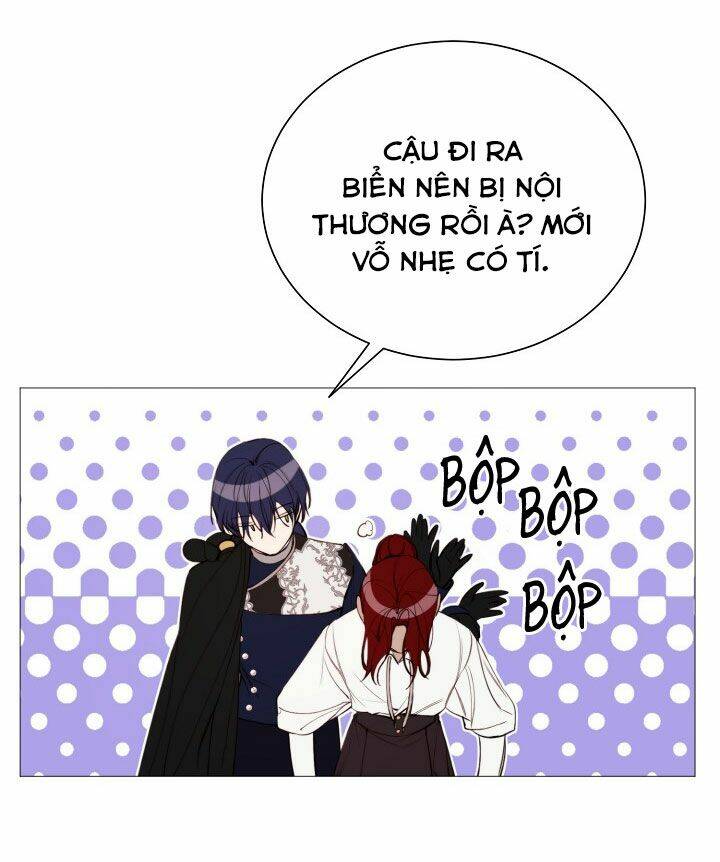 CẬU ĐI RA
BIỂN NÊN BỊ NỘI
THƯƠNG RỒI À? MỚI
VỖ NHẸ CÓ TÍ.
BỘP
BỘP
BỘP